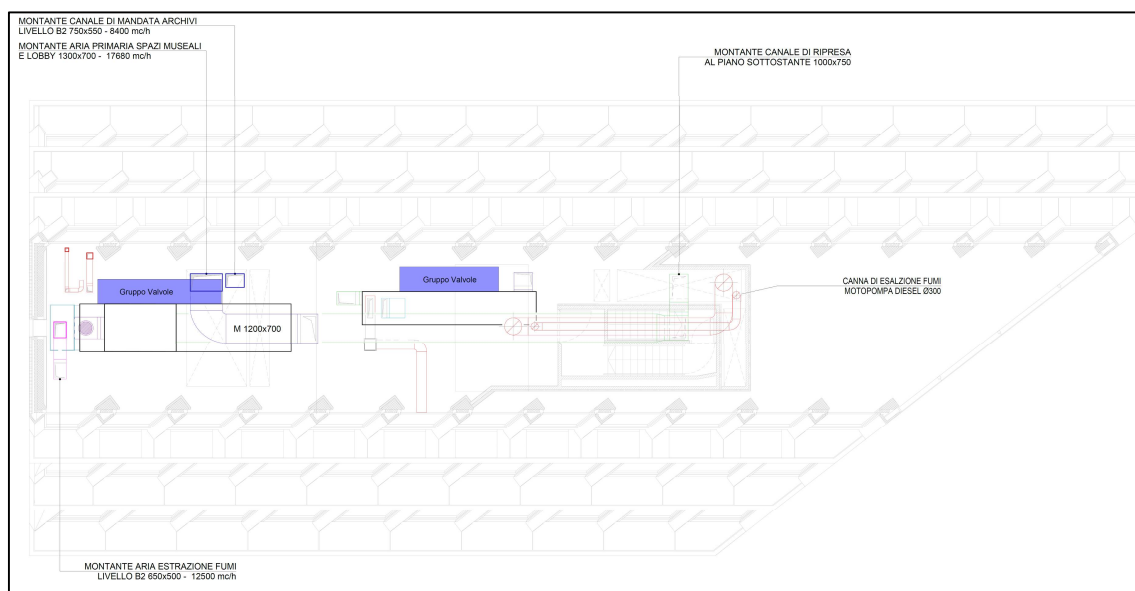 MONTANTE CANALE DI MANDATA ARCHIVI
LIVELLO B2 750x550 - 8400 mc/h
MONTANTE ARIA PRIMARIA SPAZI MUSEALI
E LOBBY 1300x700 - 17680 mc/h
MONTANTE CANALE DI RIPRESA
AL PIANO SOTTOSTANTE 1000x750
Gruppo Valvole
Gruppo Valvole
CANNA DI ESALZIONE FUMI
MOTOPOMPA DIESEL Ø300
M 1200x700
MONTANTE ARIA ESTRAZIONE FUMI
LIVELLO B2 650x500 - 12500 mc/h